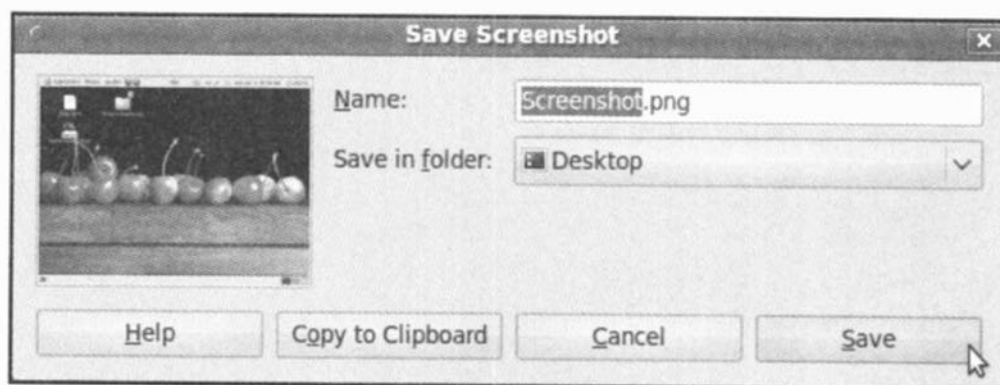 Save Screenshot
Name:
Screenshot.png
Save in folder:
Desktop
Help
Copy to Clipboard
Cancel
Save